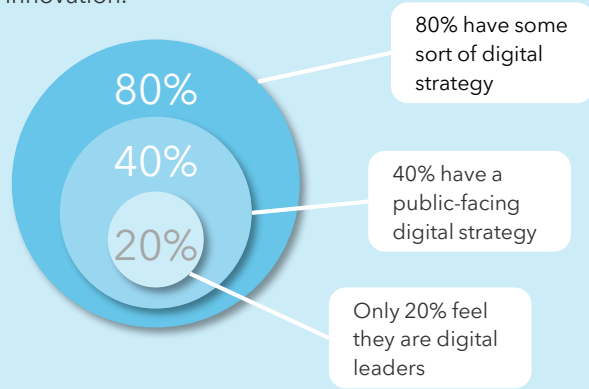 innovation.
80% have some
sort of digital
strategy
80%
40%
40% have a
public-facing
digital strategy
20%
Only 20% feel
they are digital
leaders